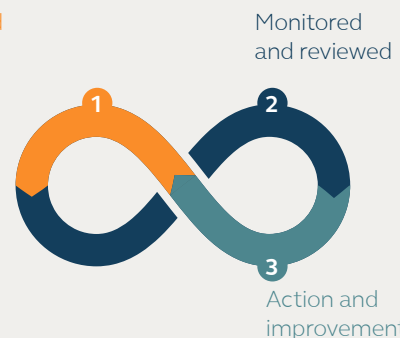 Monitored
and reviewed
1
2
3
Action and
improvement